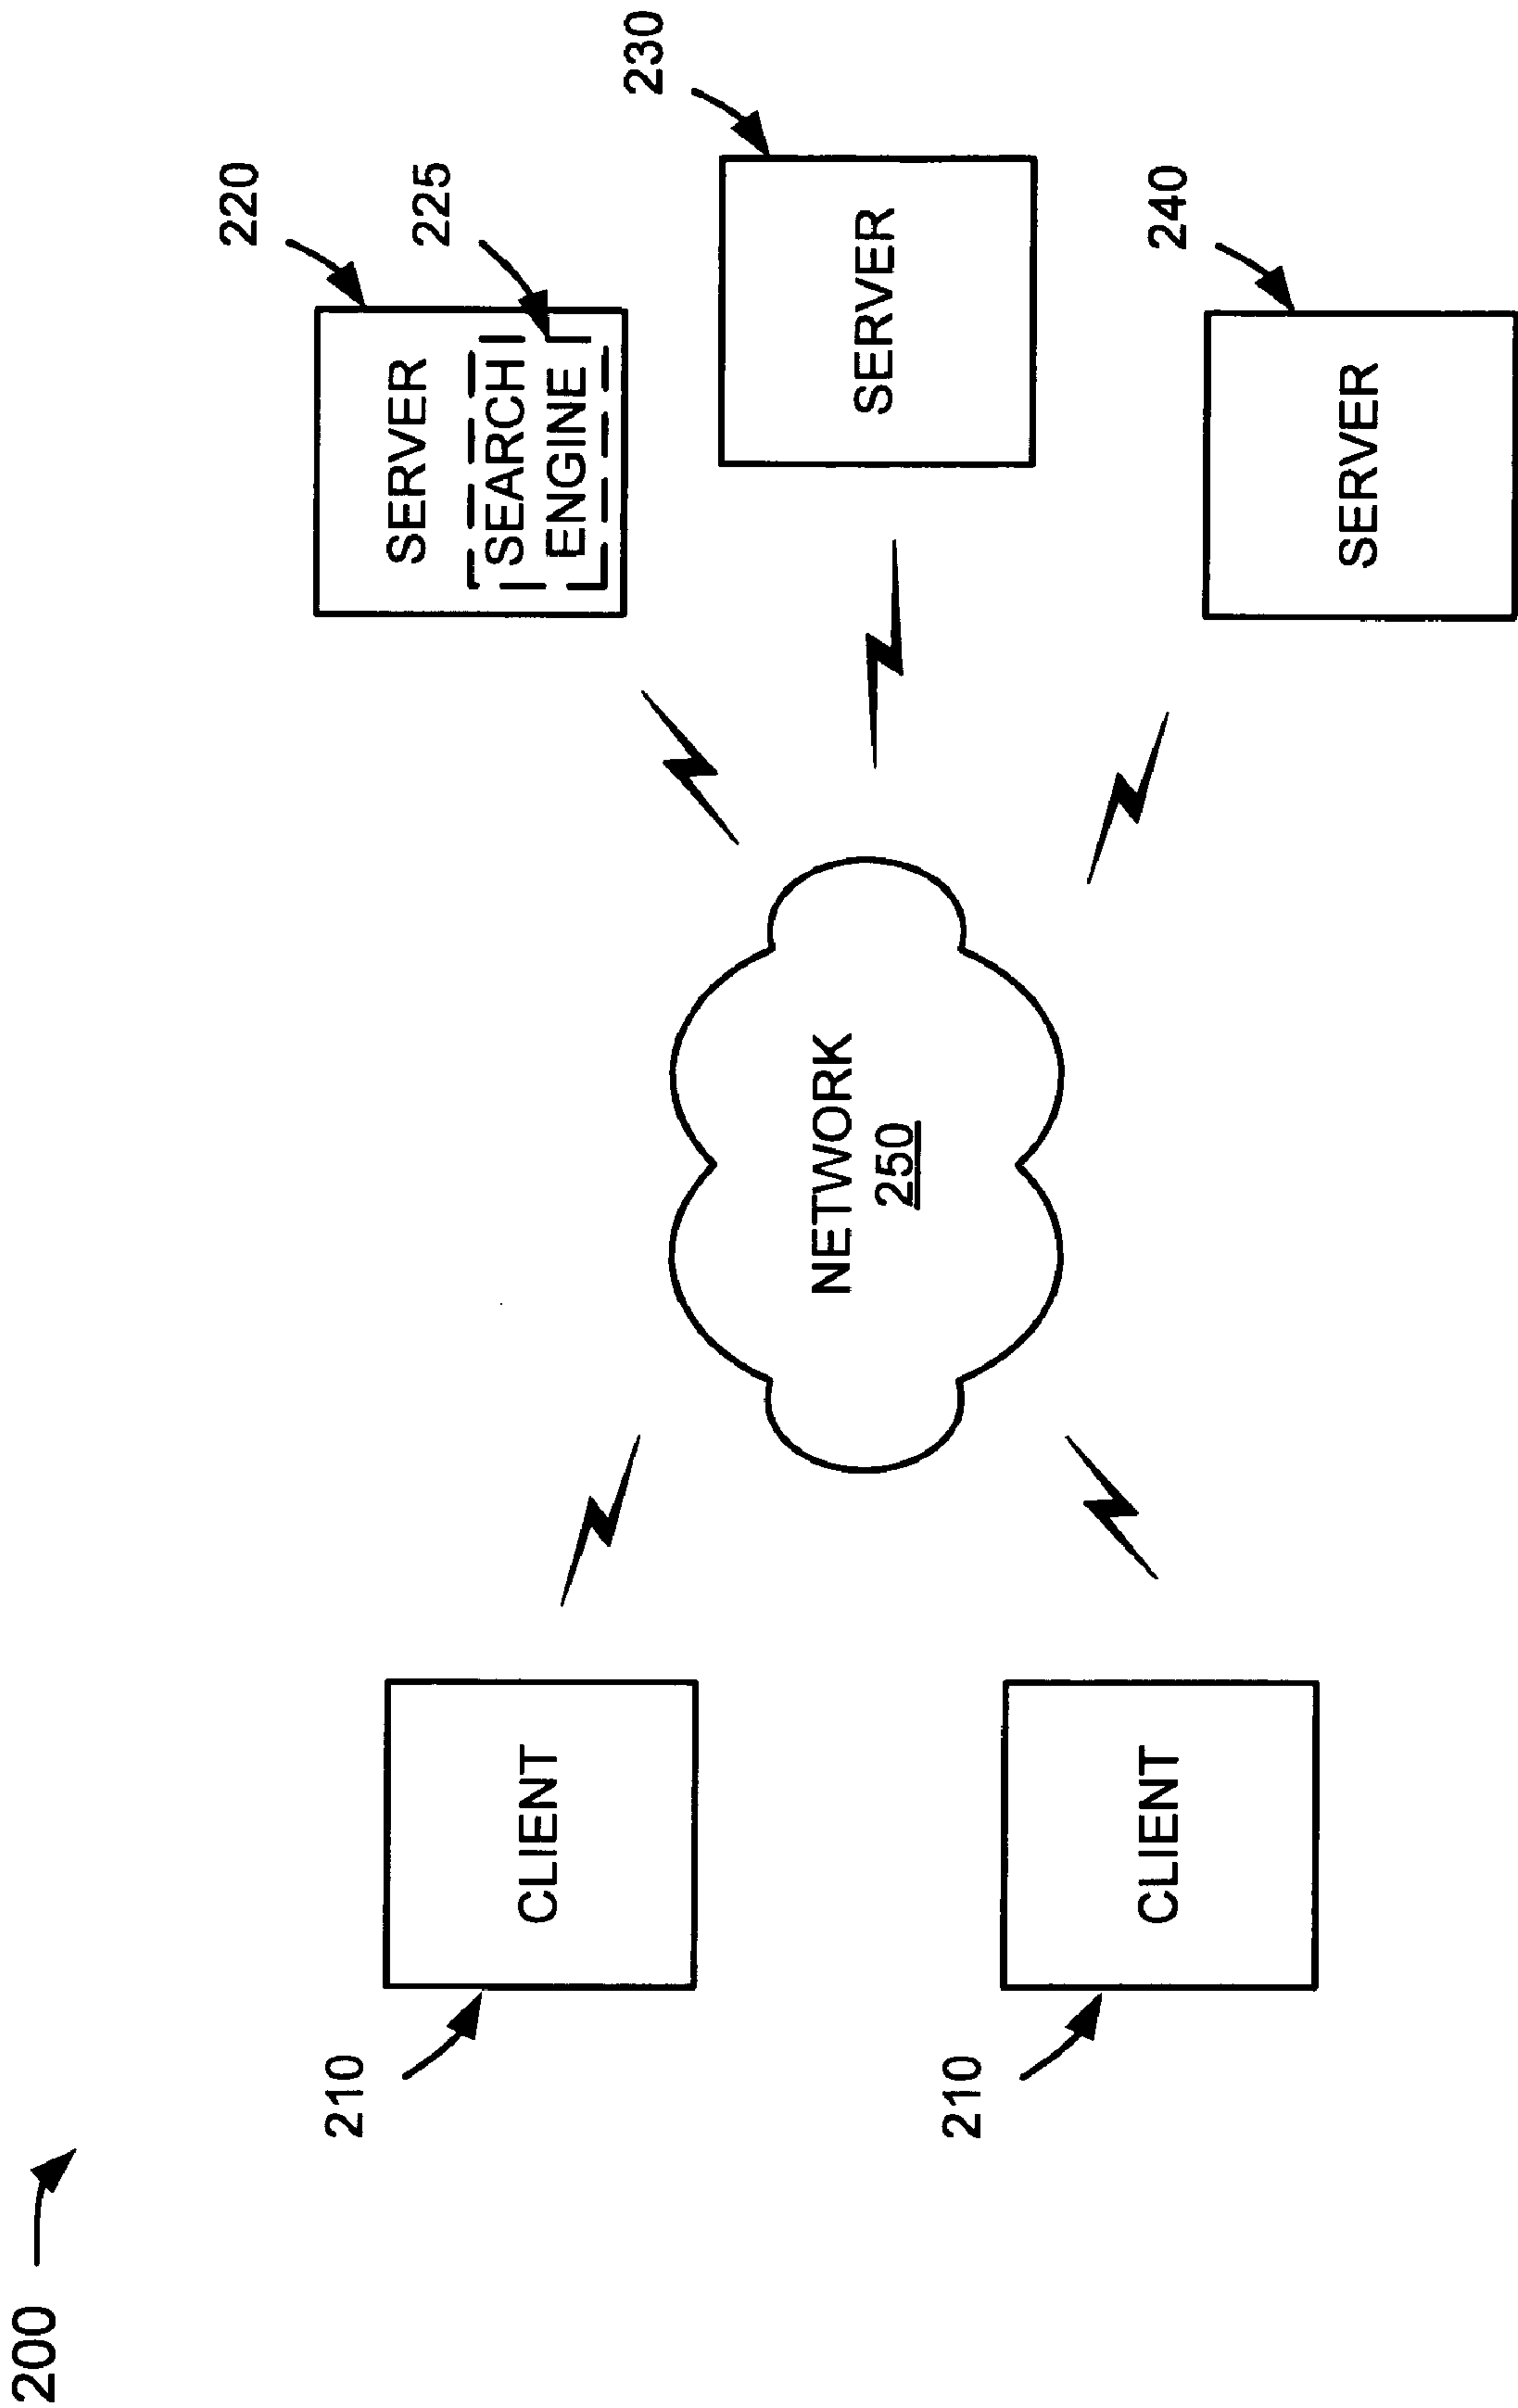 200
210
CLIENT
210
CLIENT
NETWORK
250
220
SERVER
225
SEARCH
ENGINE
230
SERVER
240
SERVER